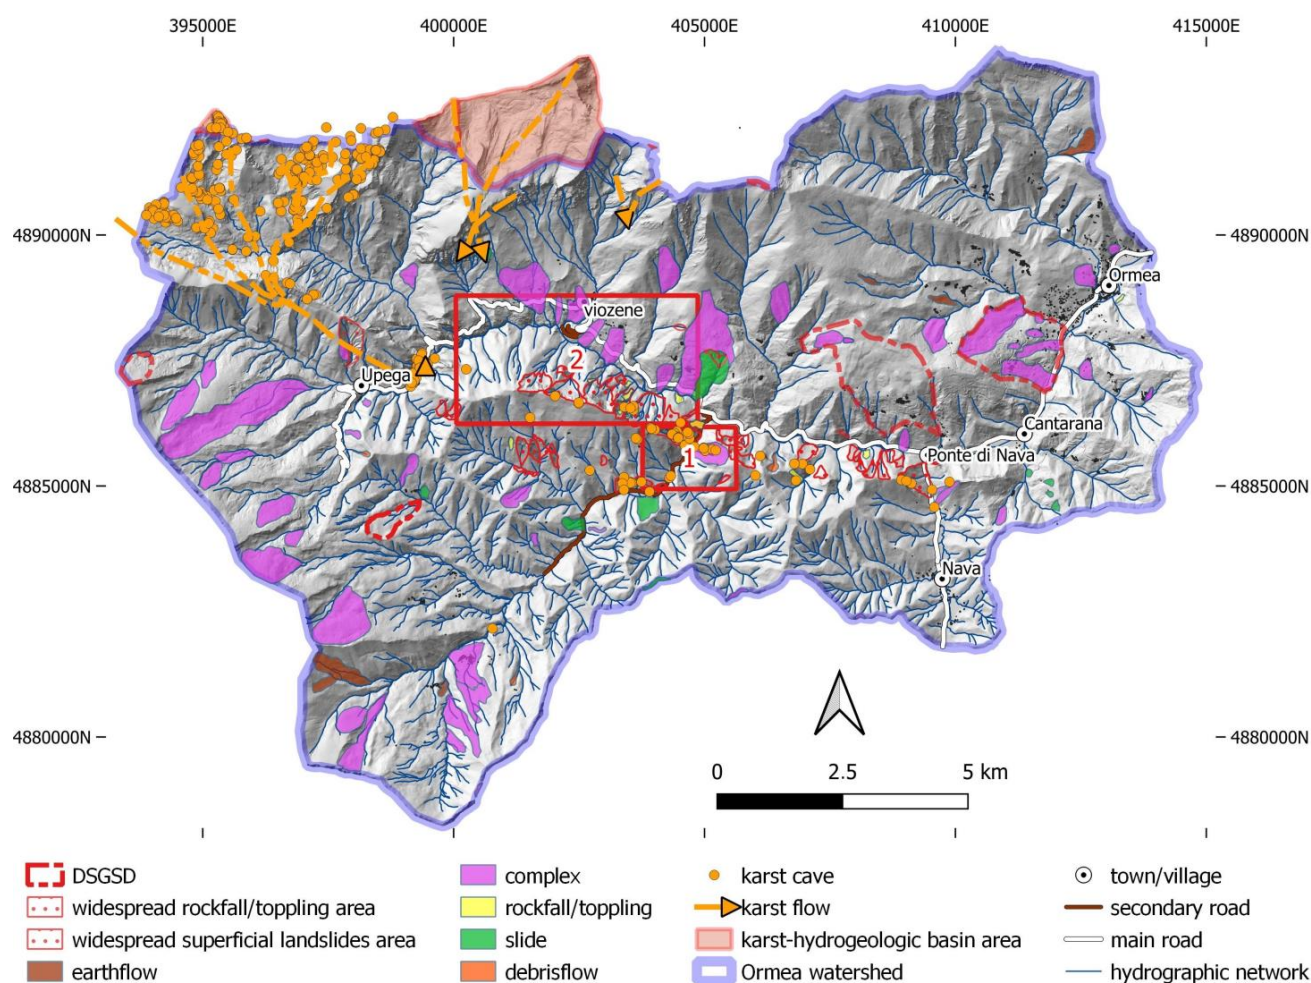 395000E 400000E 405000E 410000E 415000E
4890000N 4890000N
Ormea
viozene
2
Upega
Cantarana
1
Ponte di Nava
4885000N 4885000N
Nava
4880000N 4880000N
0 2.5 5 km
DSGSD complex karst cave town/village
widespread rockfall/toppling area rockfall/toppling karst flow secondary road
widespread superficial landslides area slide karst-hydrogeologic basin area main road
earthflow debrisflow Ormea watershed hydrographic network